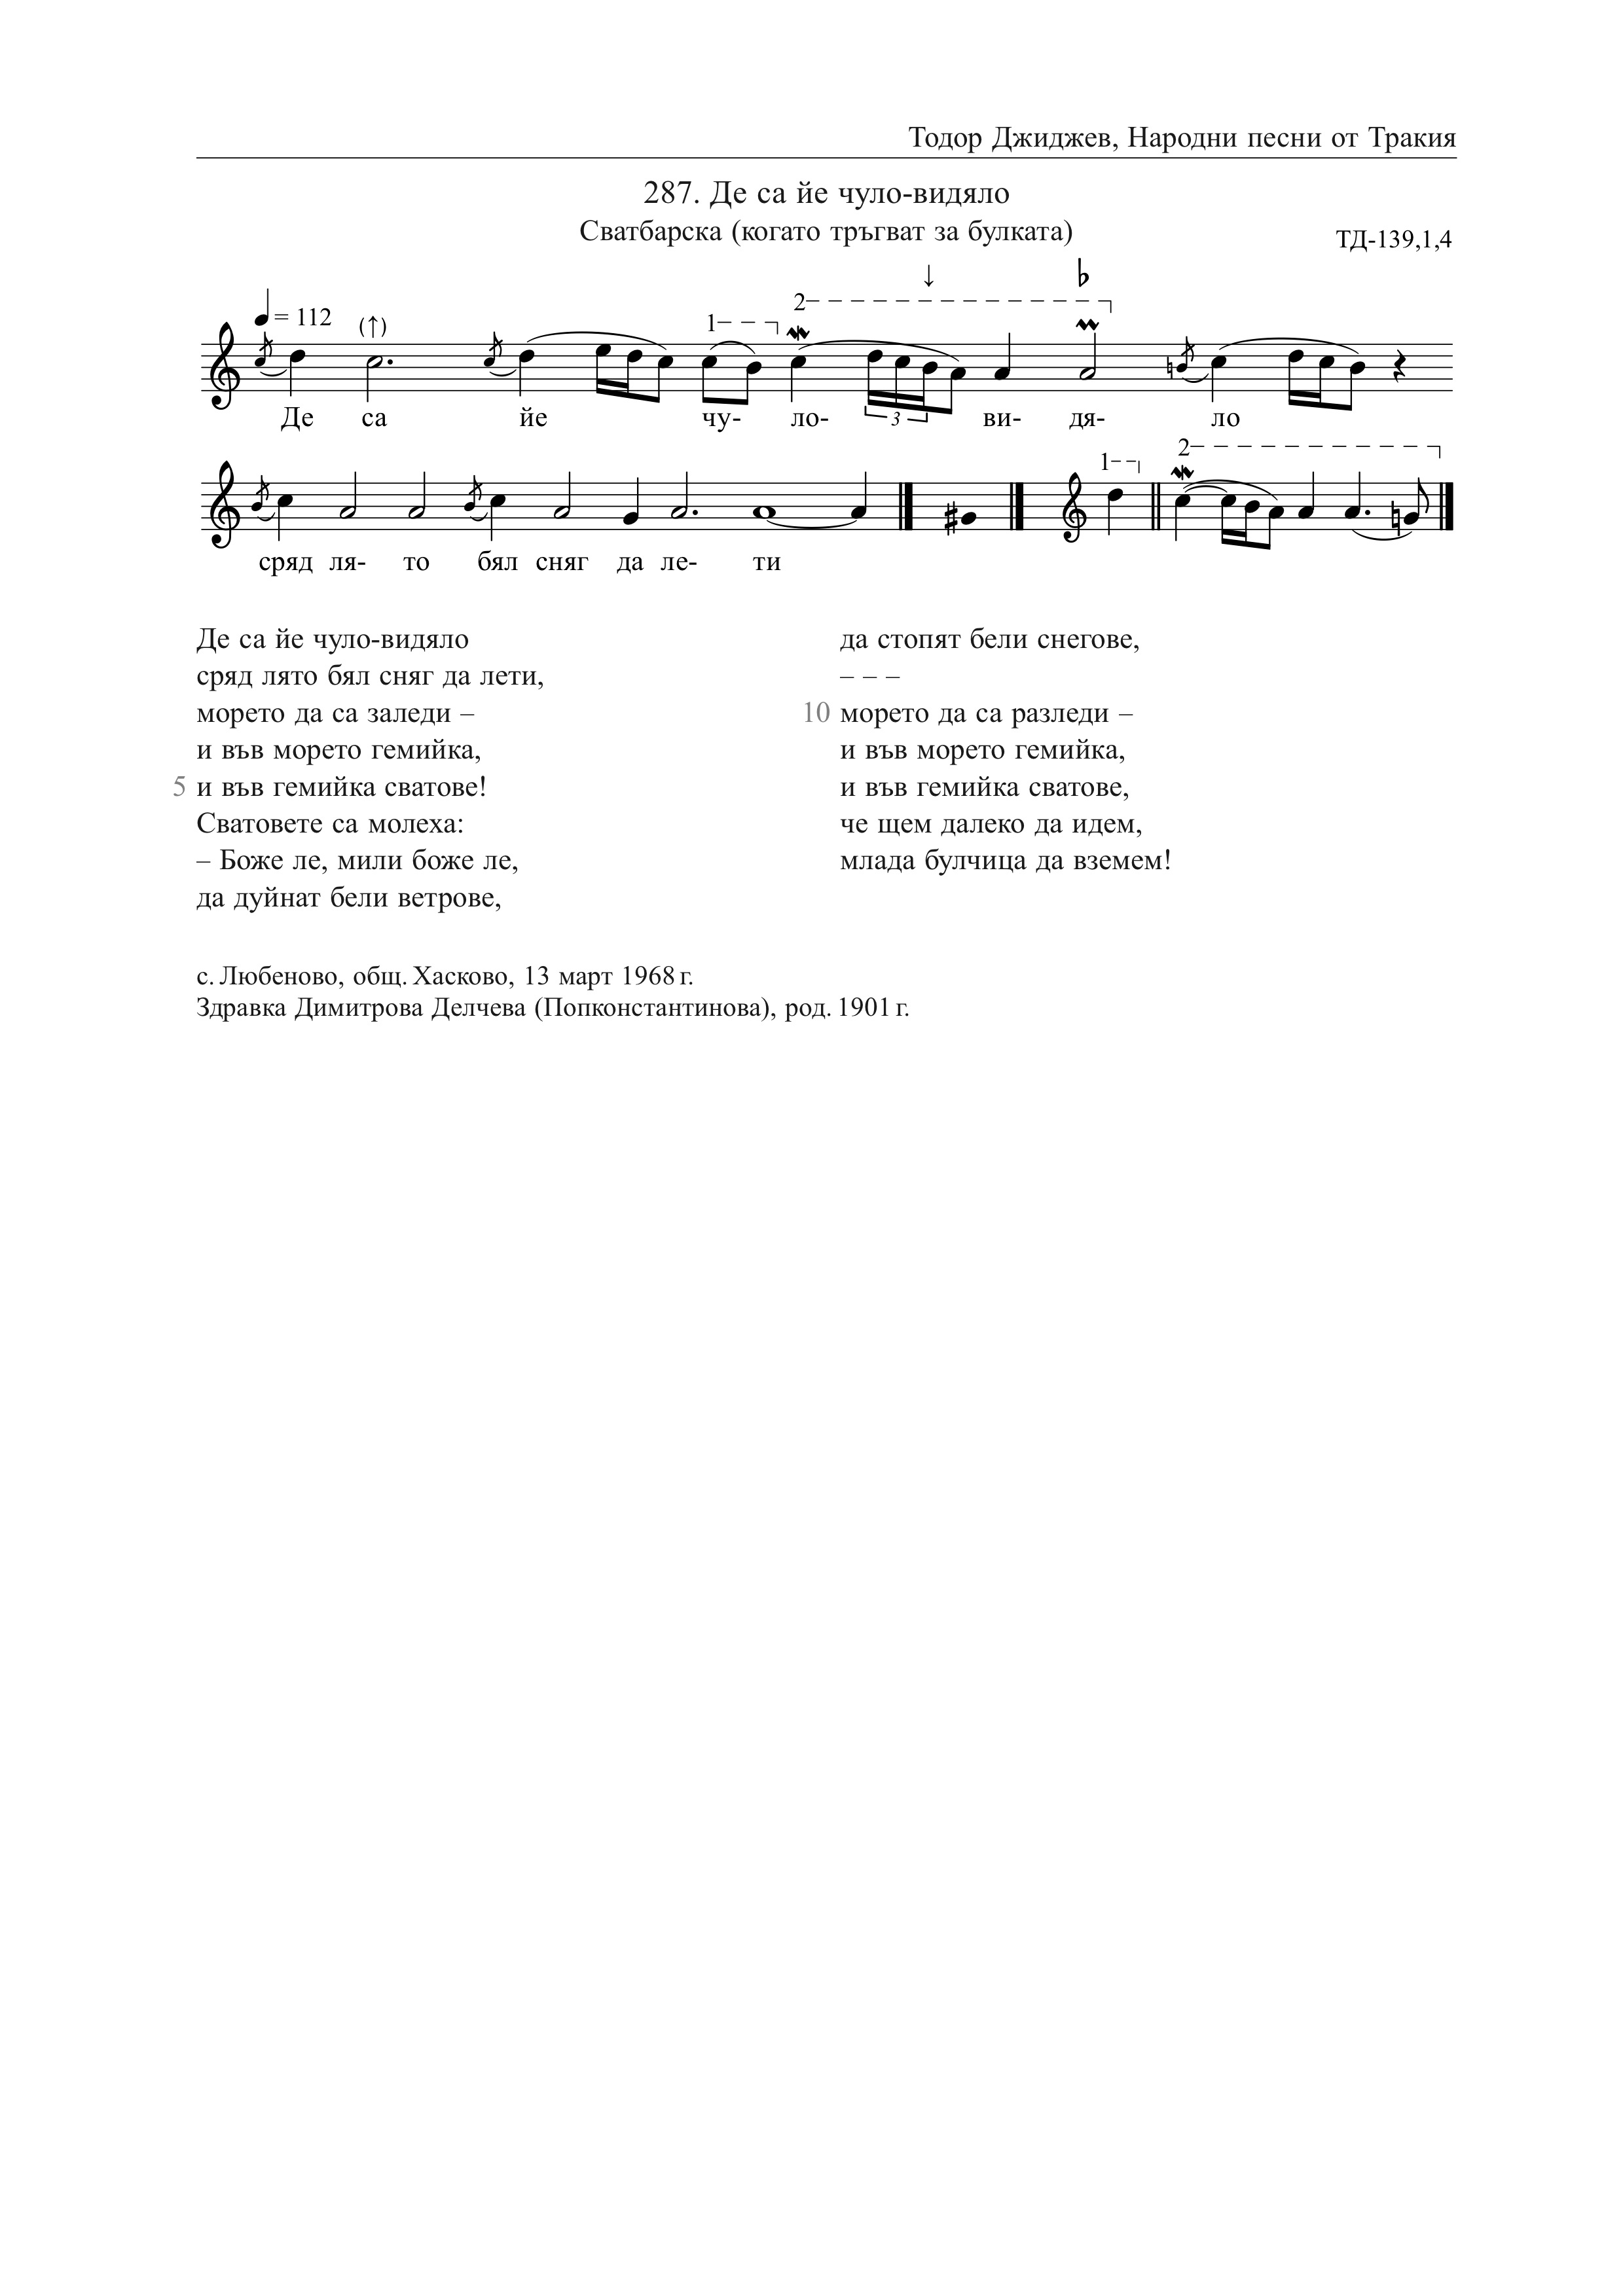 Тодор Джиджев, Народни песни от Тракия
287. Де са йе чуло-видяло
Сватбарска (когато тръгват за булката)
ТД-139,1,4
= 112
(↑)
1
2
↓
3
Де са йе чу- ло- ви- дя- ло
1
2
сряд ля- то бял сняг да ле- ти
Де са йе чуло-видяло
сряд лято бял сняг да лети,
морето да са заледи –
и във морето гемийка,
5 и във гемийка сватове!
Сватовете са молеха:
– Боже ле, мили боже ле,
да дуйнат бели ветрове,
да стопят бели снегове,
– – –
10 морето да са разледи –
и във морето гемийка,
и във гемийка сватове,
че щем далеко да идем,
млада булчица да вземем!
с. Любеново, общ. Хасково, 13 март 1968 г.
Здравка Димитрова Делчева (Попконстантинова), род. 1901 г.